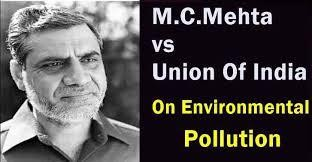 M.C.Mehta
vs
Union Of India
On Environmental
Pollution